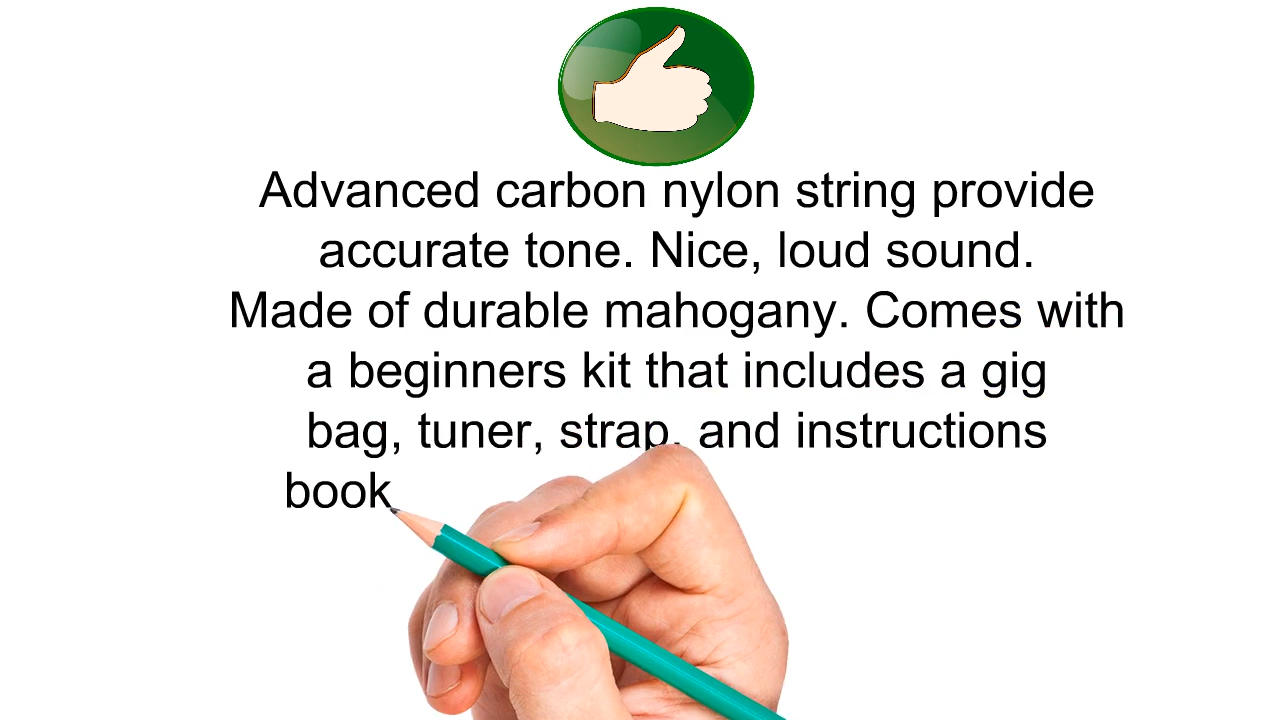 Advanced carbon nylon string provide
accurate tone. Nice, loud sound.
Made of durable mahogany. Comes with
a beginners kit that includes a gig
bag, tuner, strap, and instructions
book